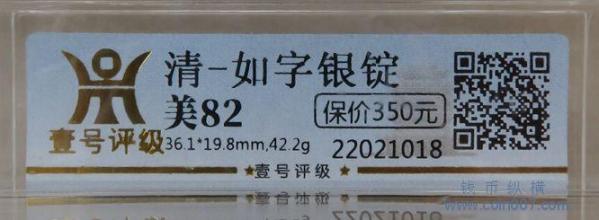 清-如字银锭
美82
保价350元
壹号评级
36.1*19.8mm,42.2g
22021018
壹号评级
钱币纵横
www.coin001.com